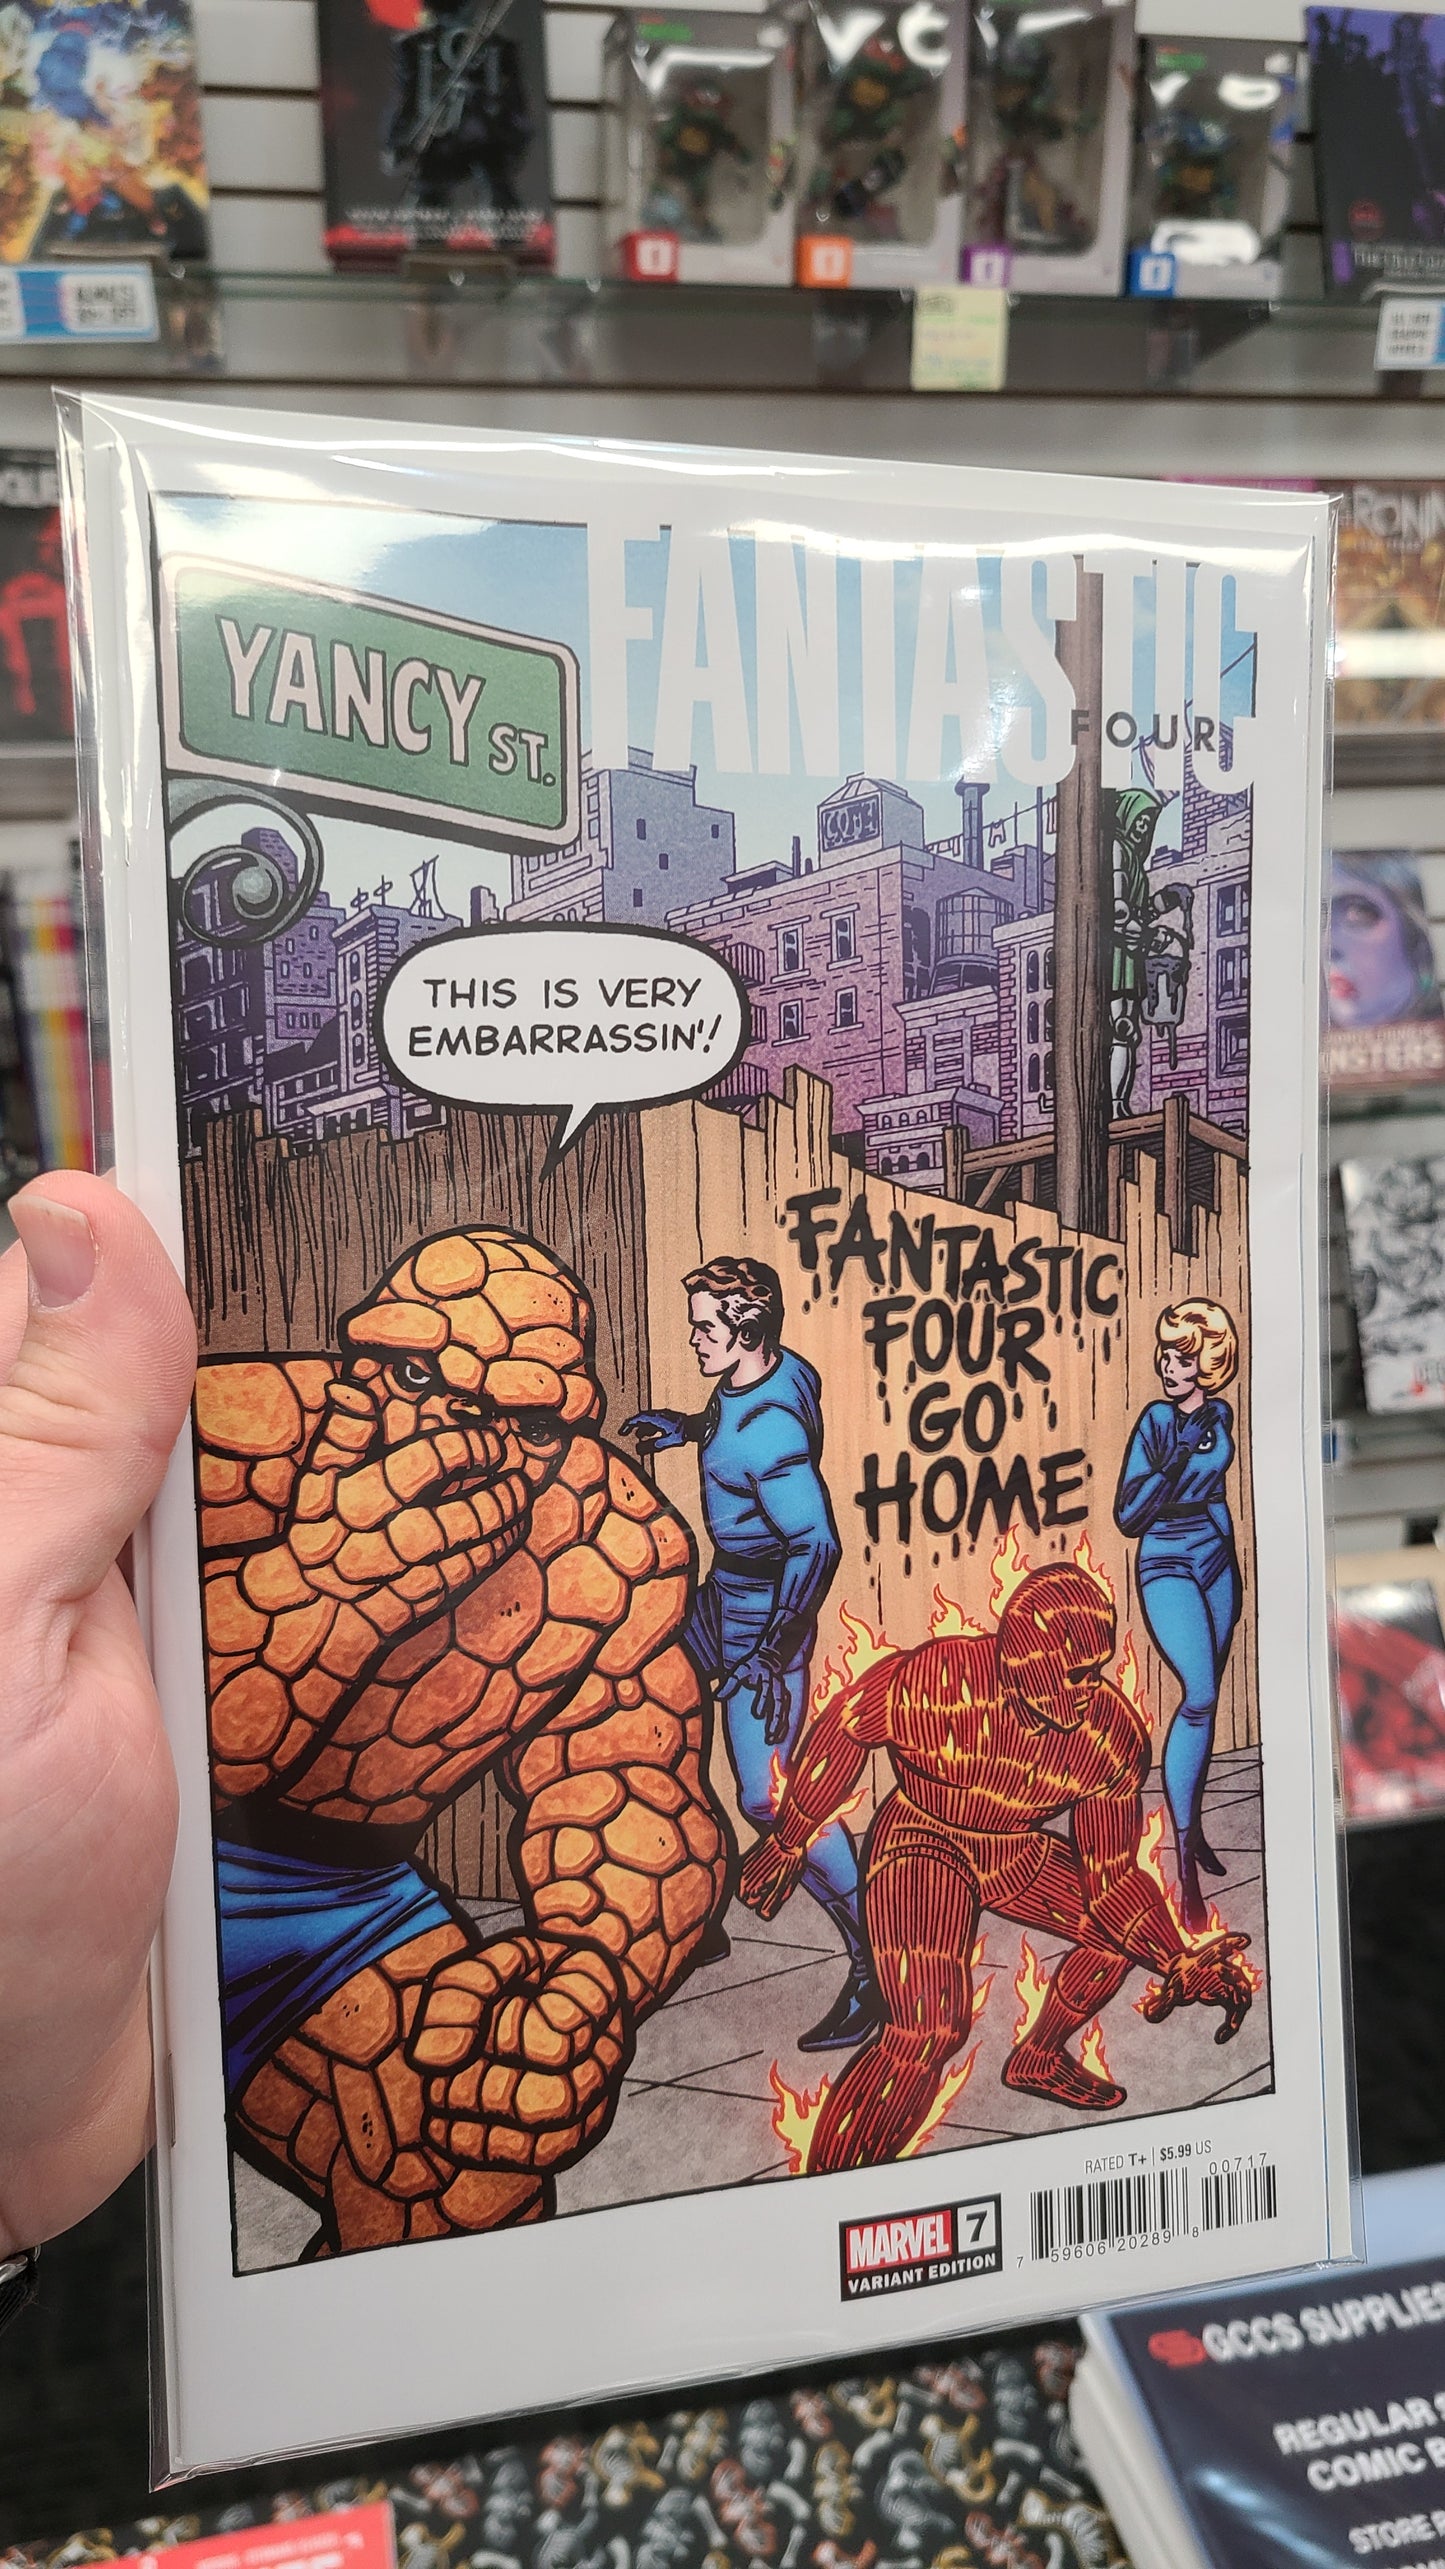 YANCY ST.
FANTASTIC
FOUR
THIS IS VERY
EMBARRASSIN'!
FANTASTIC
FOUR
GO
HOME
RATED T+ $5.99 US
MARVEL 7
VARIANT EDITION
00717
7 59606 20289 8
RONIN
GCCS SUPPLIES
REGULAR
COMIC
STORE